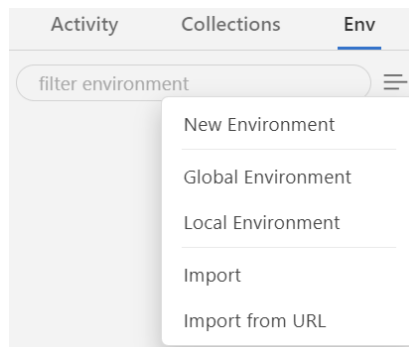 Activity Collections Env
filter environment
New Environment
Global Environment
Local Environment
Import
Import from URL